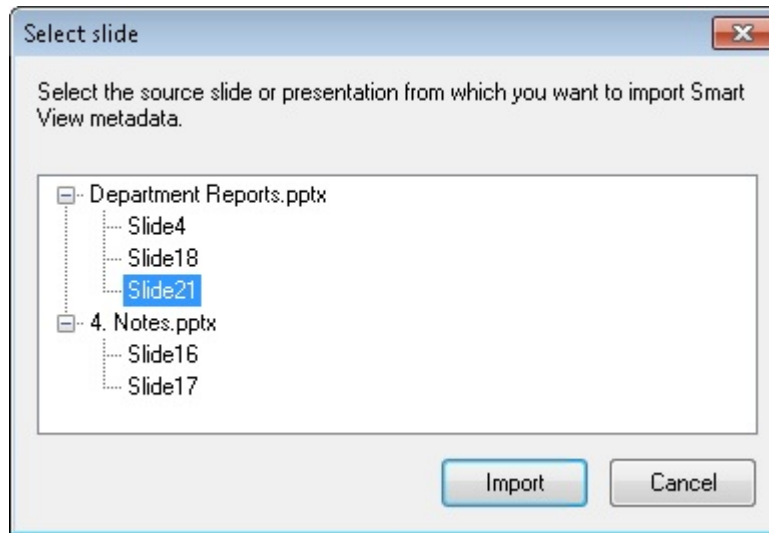 Select slide
Select the source slide or presentation from which you want to import Smart
View metadata.
Department Reports.pptx
Slide4
Slide18
Slide21
4. Notes.pptx
Slide16
Slide17
Import
Cancel